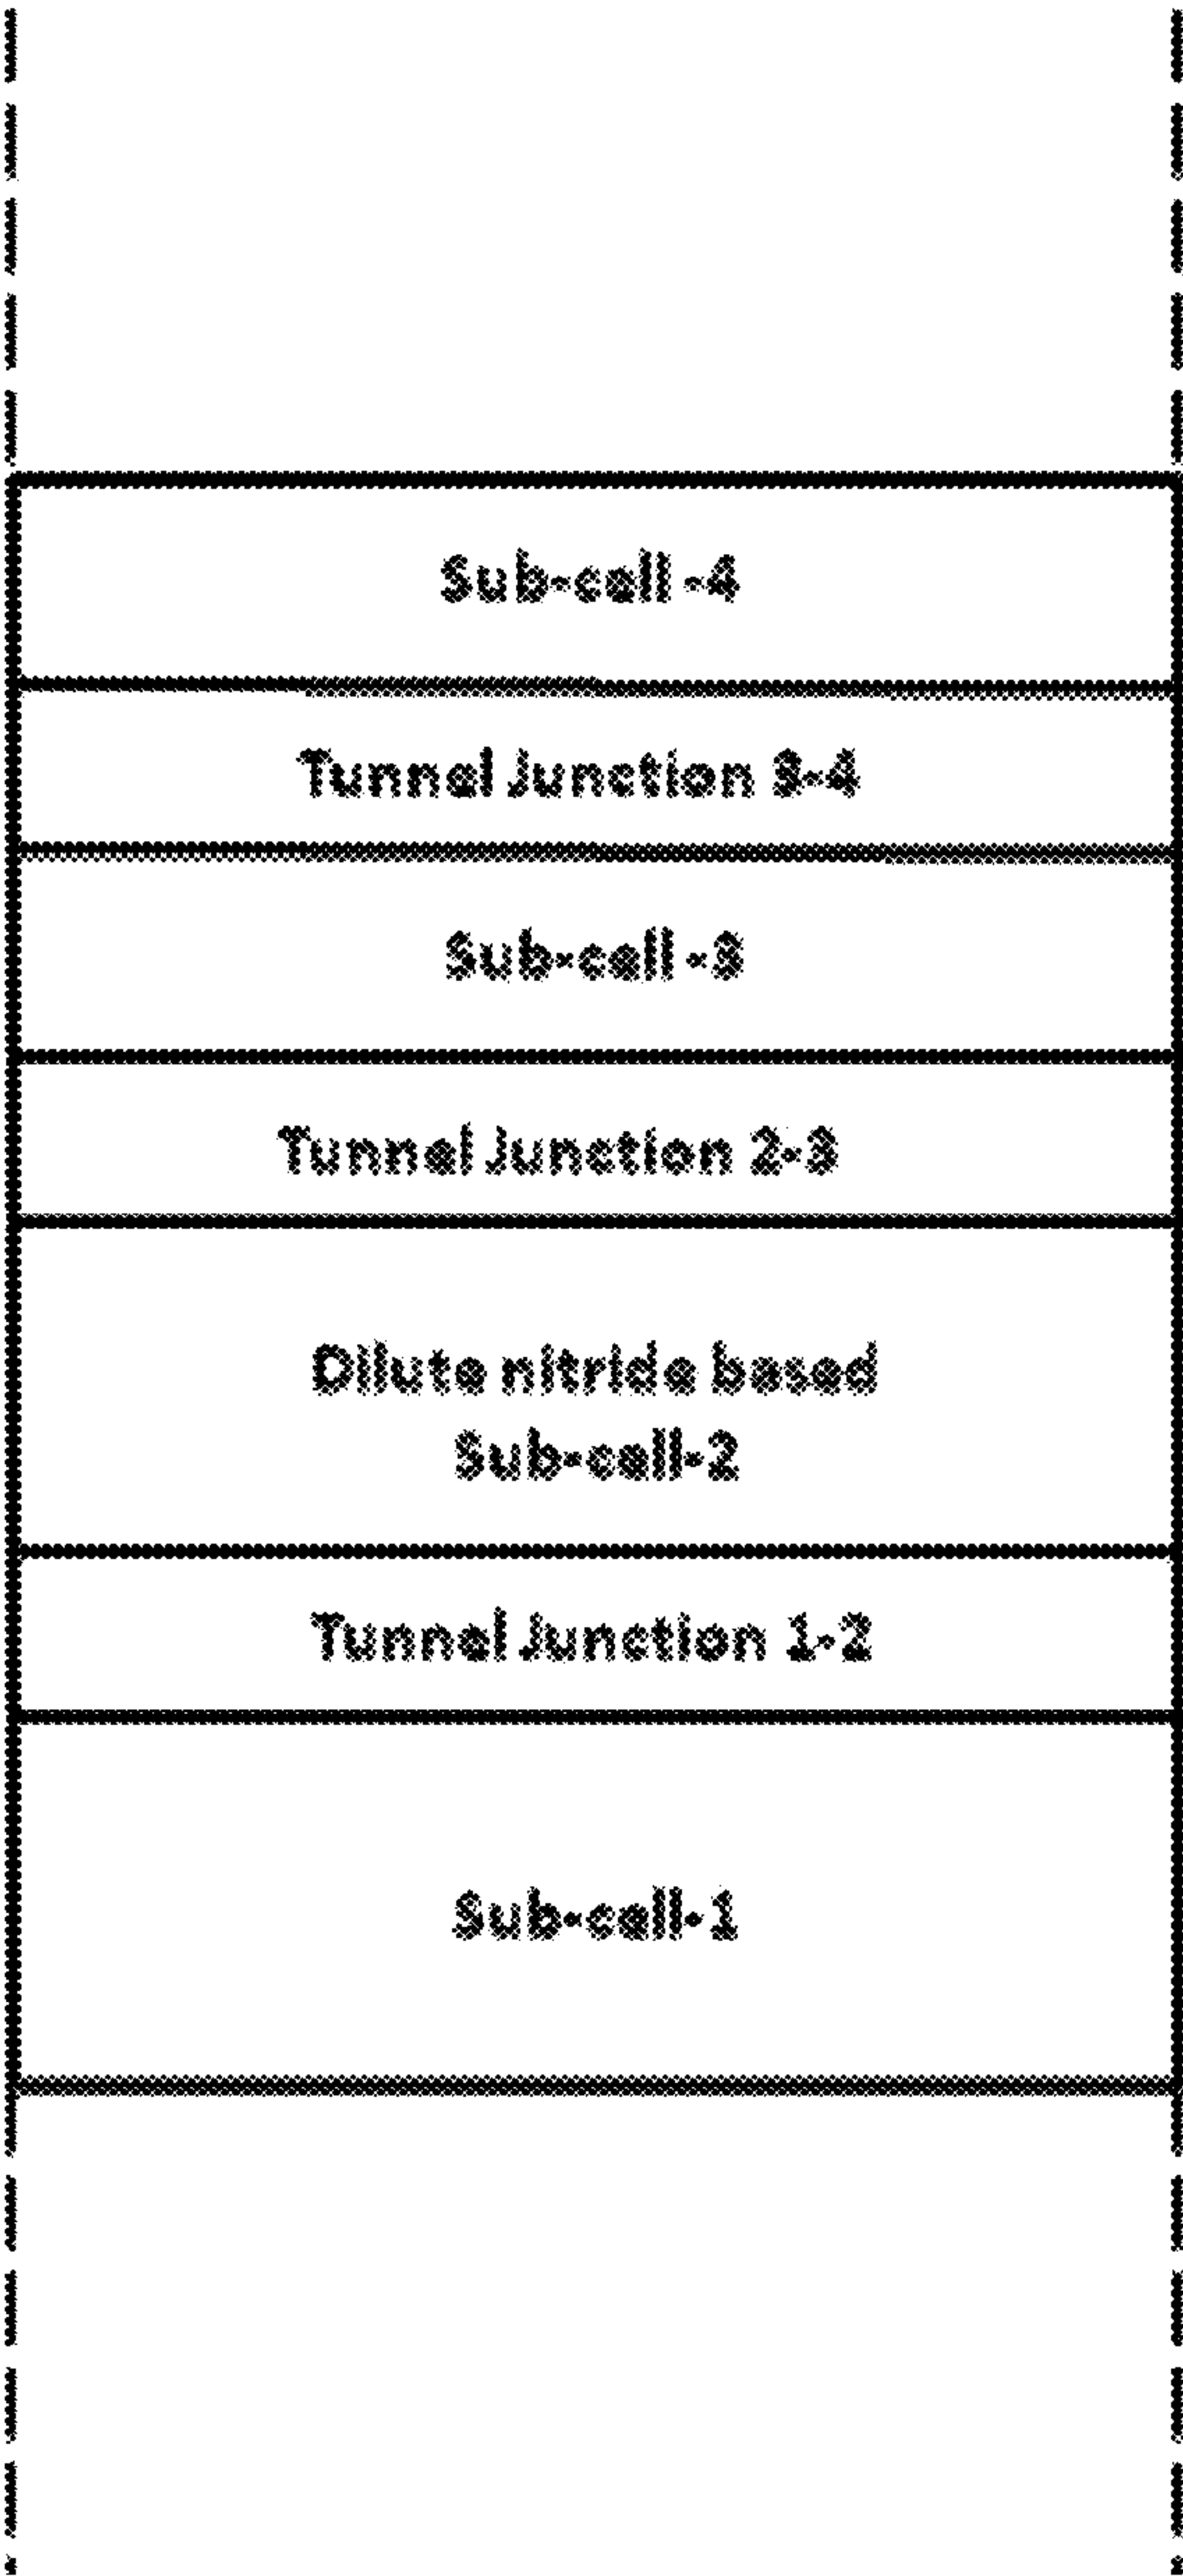 Sub-cell -4
Tunnel Junction 3-4
Sub-cell -3
Tunnel Junction 2-3
Dilute nitride based
Sub-cell-2
Tunnel Junction 1-2
Sub-cell-1